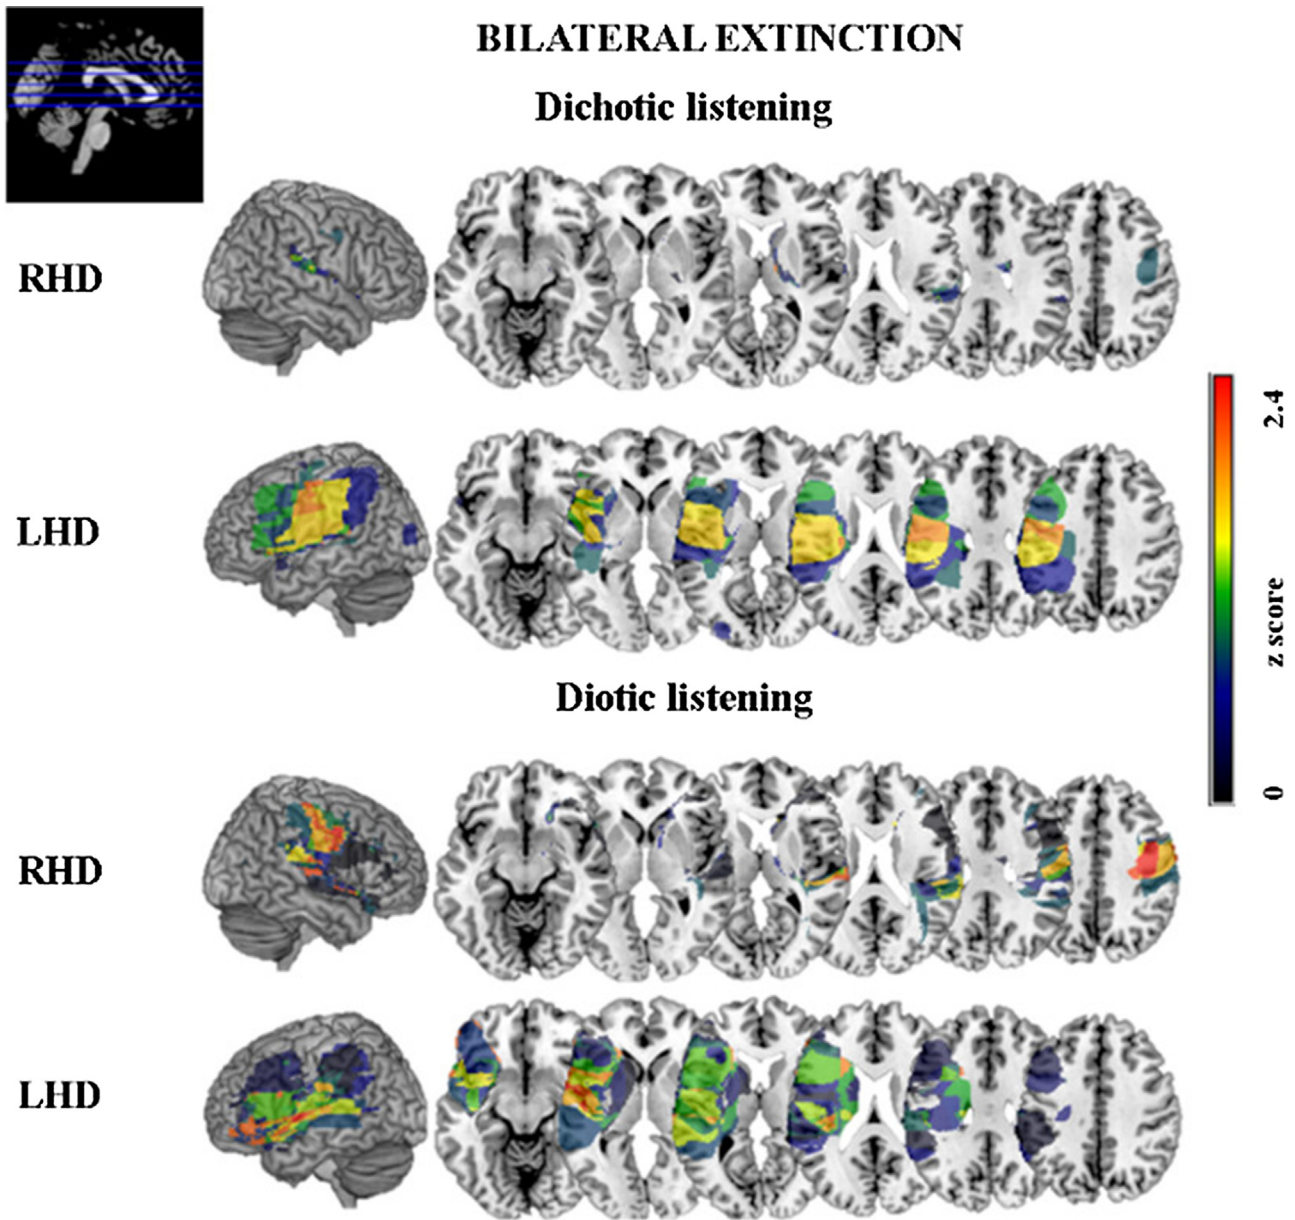 BILATERAL EXTINCTION
Dichotic listening
RHD
LHD
Diotic listening
RHD
LHD
2.4
z score
0